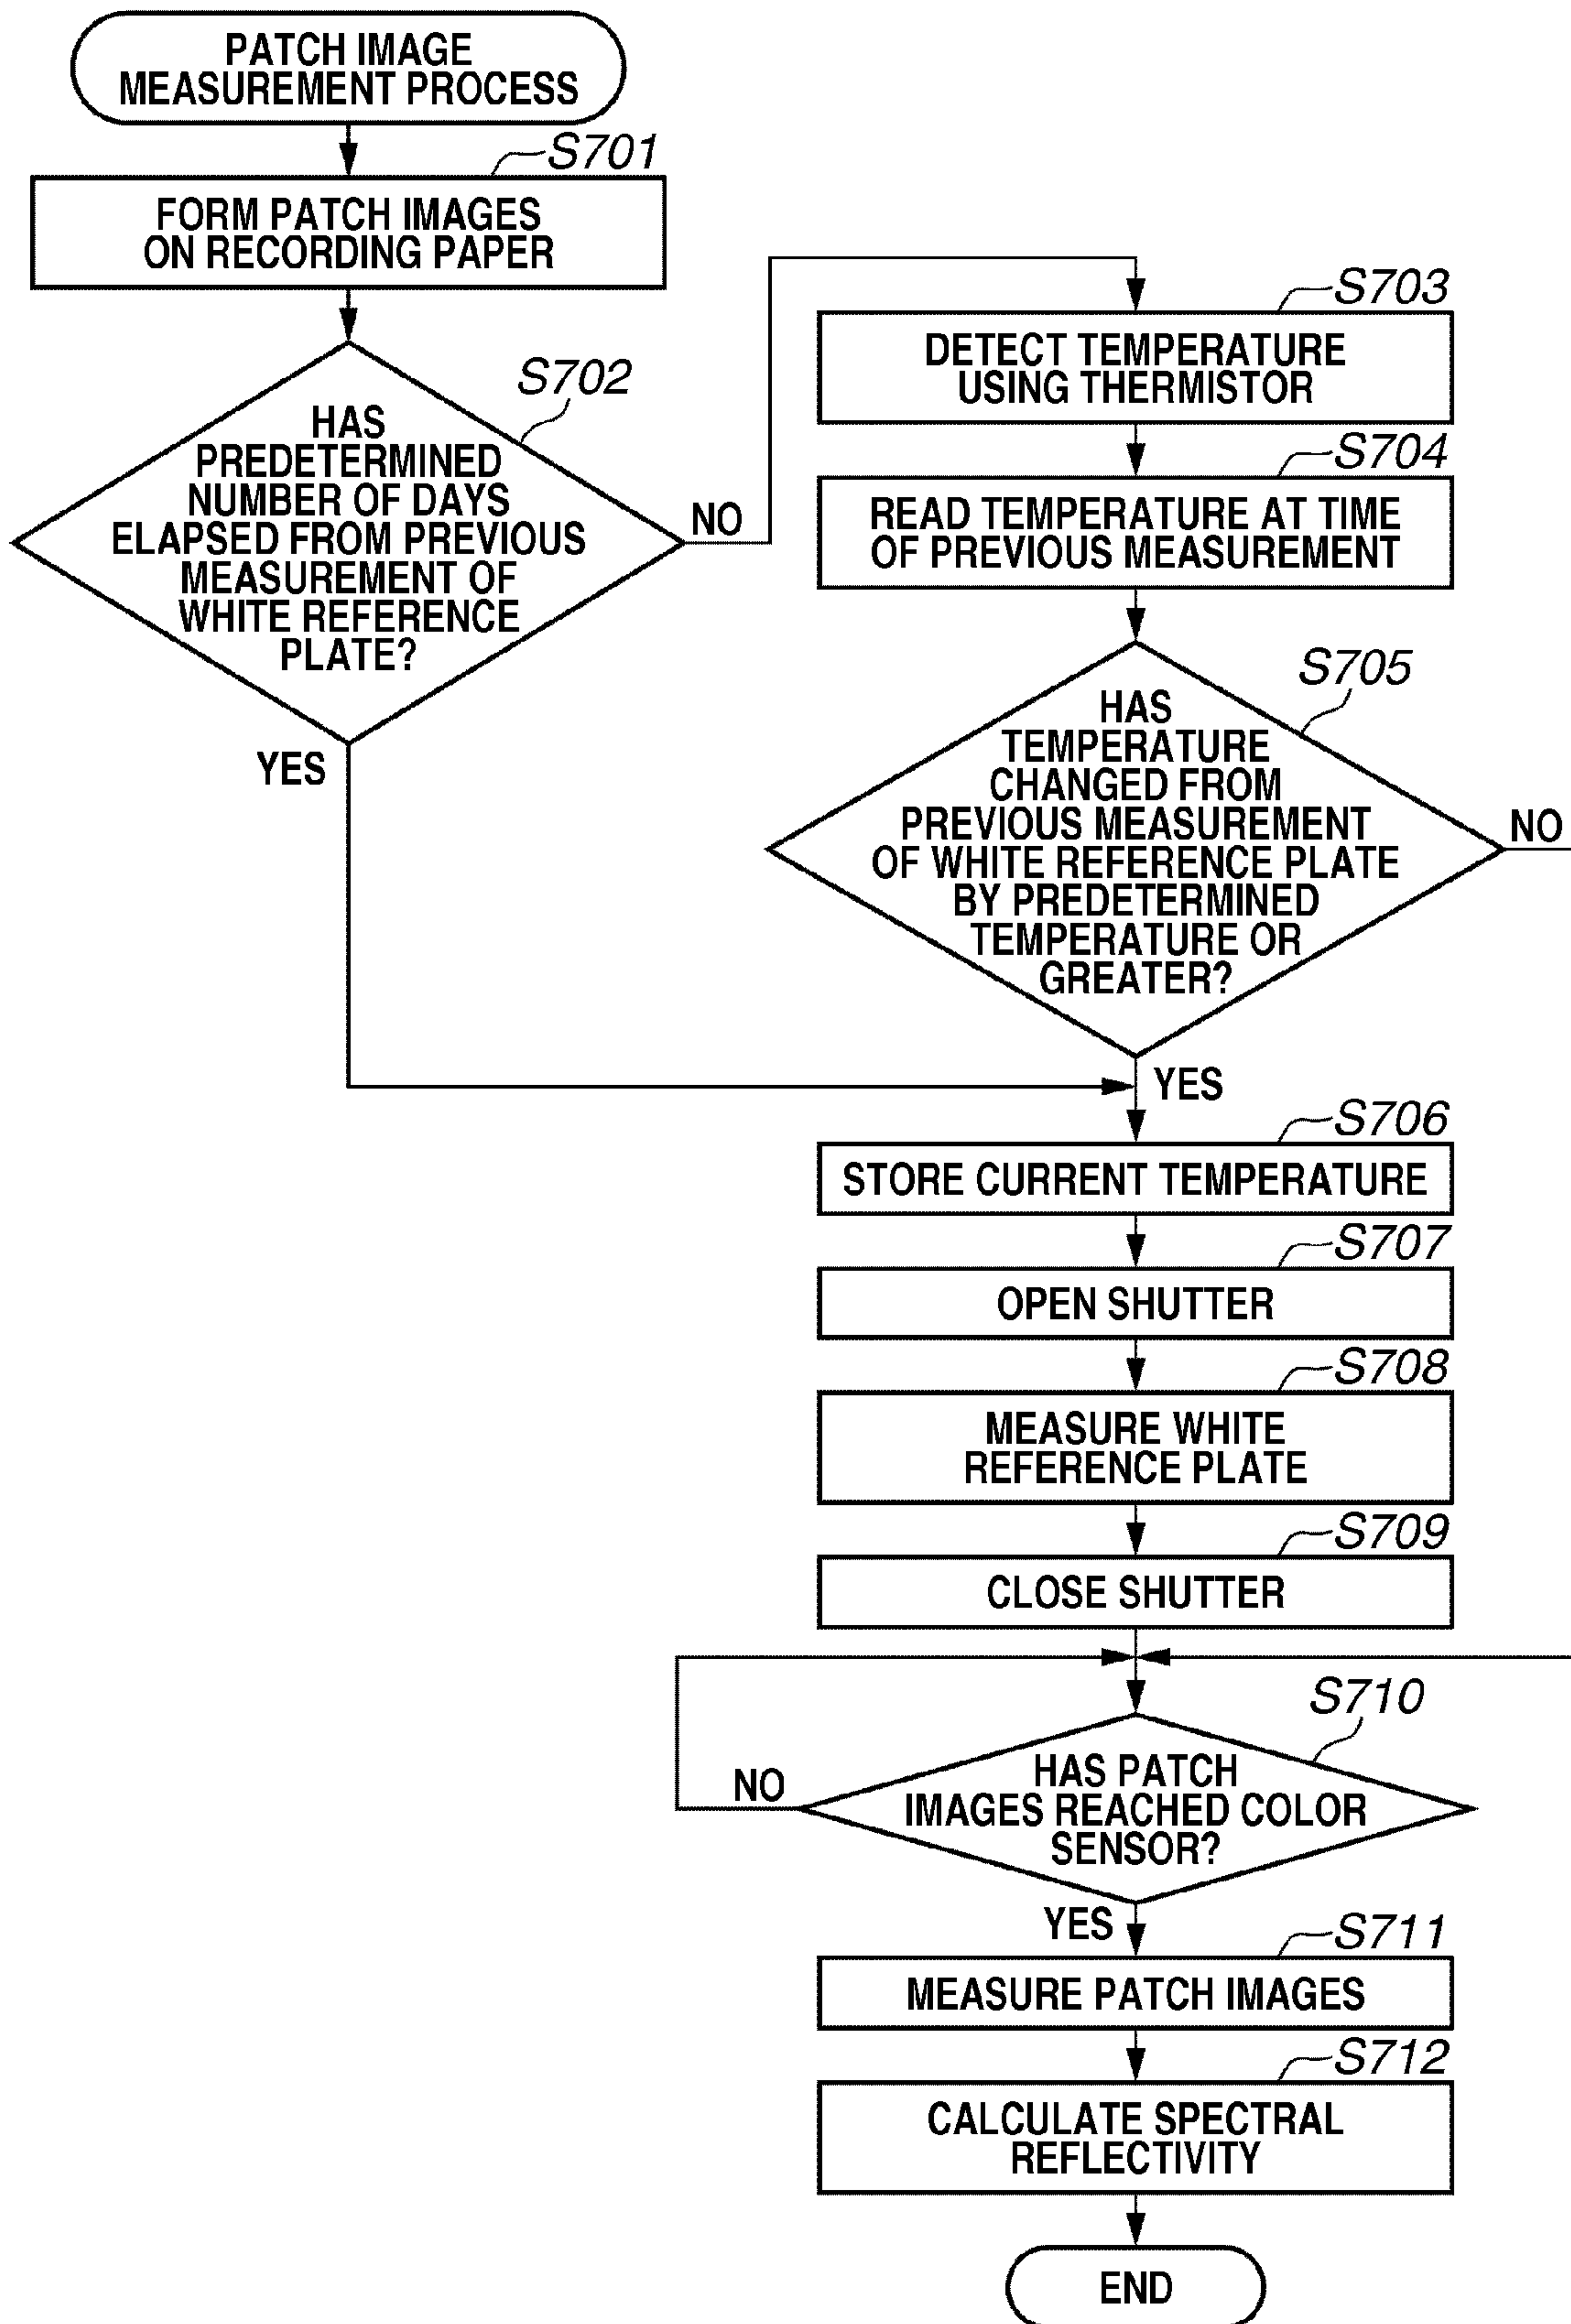 PATCH IMAGE
MEASUREMENT PROCESS
S701
FORM PATCH IMAGES
ON RECORDING PAPER
S702
HAS
PREDETERMINED
NUMBER OF DAYS
ELAPSED FROM PREVIOUS
MEASUREMENT OF
WHITE REFERENCE
PLATE?
NO
YES
S703
DETECT TEMPERATURE
USING THERMISTOR
S704
READ TEMPERATURE AT TIME
OF PREVIOUS MEASUREMENT
S705
HAS
TEMPERATURE
CHANGED FROM
PREVIOUS MEASUREMENT
OF WHITE REFERENCE PLATE
BY PREDETERMINED
TEMPERATURE OR
GREATER?
NO
YES
S706
STORE CURRENT TEMPERATURE
S707
OPEN SHUTTER
S708
MEASURE WHITE
REFERENCE PLATE
S709
CLOSE SHUTTER
S710
HAS PATCH
IMAGES REACHED COLOR
SENSOR?
NO
YES
S711
MEASURE PATCH IMAGES
S712
CALCULATE SPECTRAL
REFLECTIVITY
END